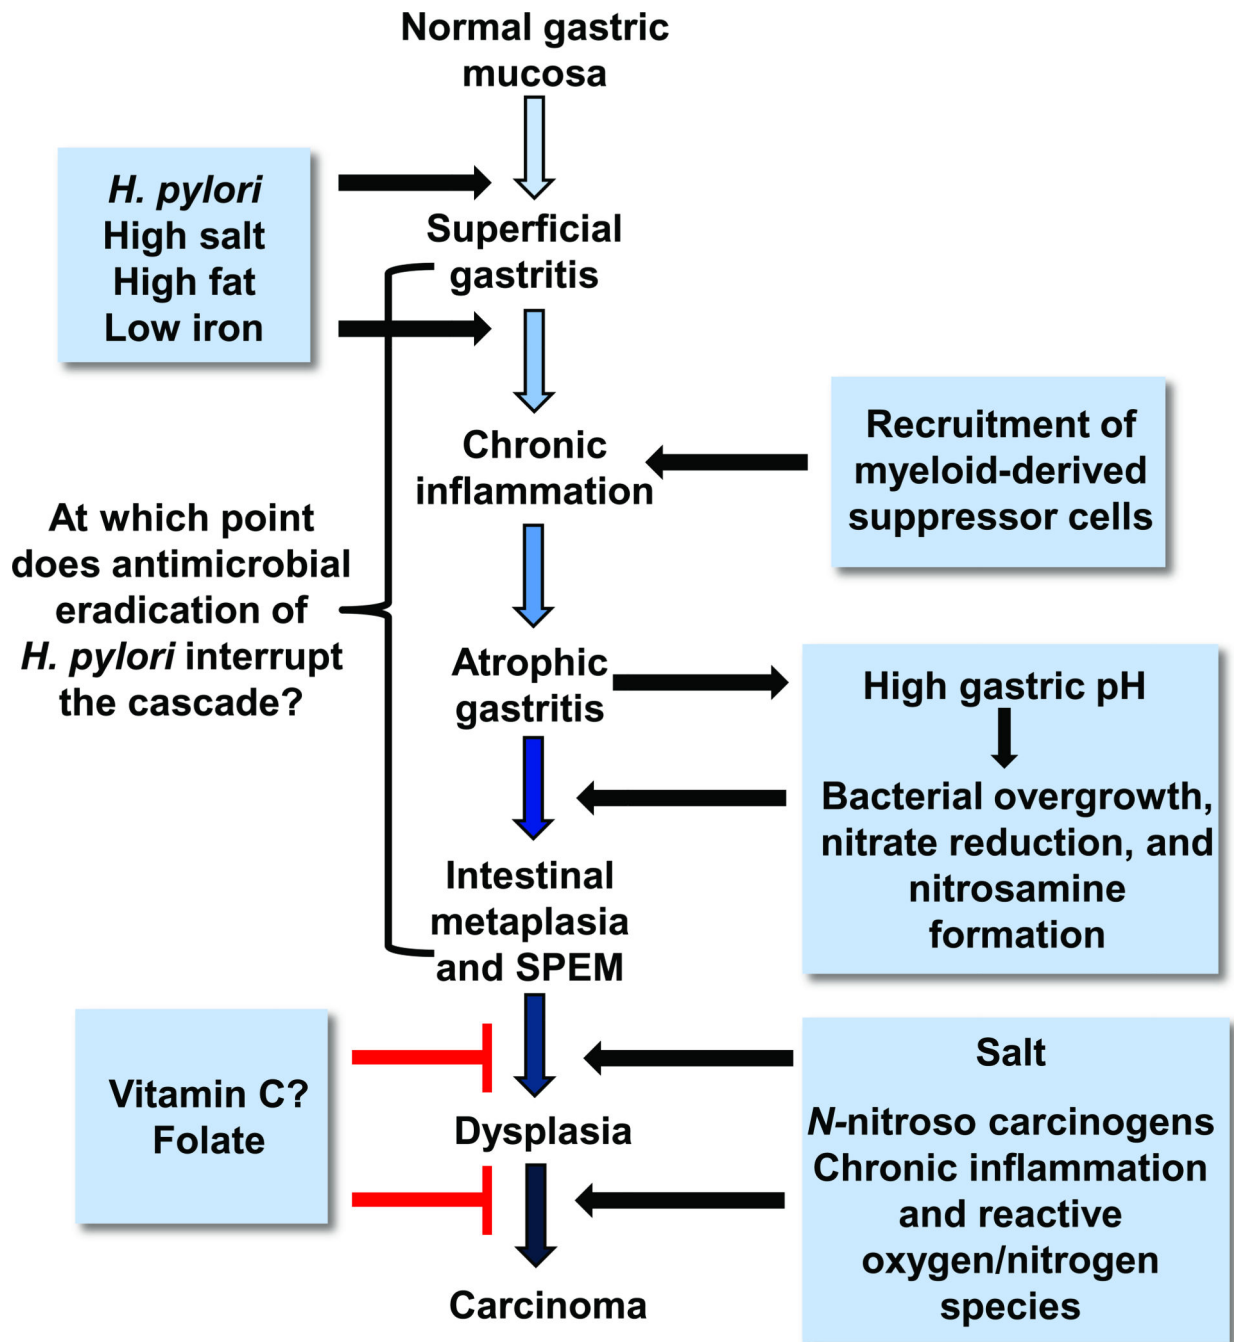 Normal gastric
mucosa
H. pylori
High salt
High fat
Low iron
Superficial
gastritis
Chronic
inflammation
Recruitment of
myeloid-derived
suppressor cells
At which point
does antimicrobial
eradication of
H. pylori interrupt
the cascade?
Atrophic
gastritis
High gastric pH
Bacterial overgrowth,
nitrate reduction, and
nitrosamine
formation
Intestinal
metaplasia
and SPEM
Vitamin C?
Folate
Dysplasia
Salt
N-nitroso carcinogens
Chronic inflammation
and reactive
oxygen/nitrogen
species
Carcinoma